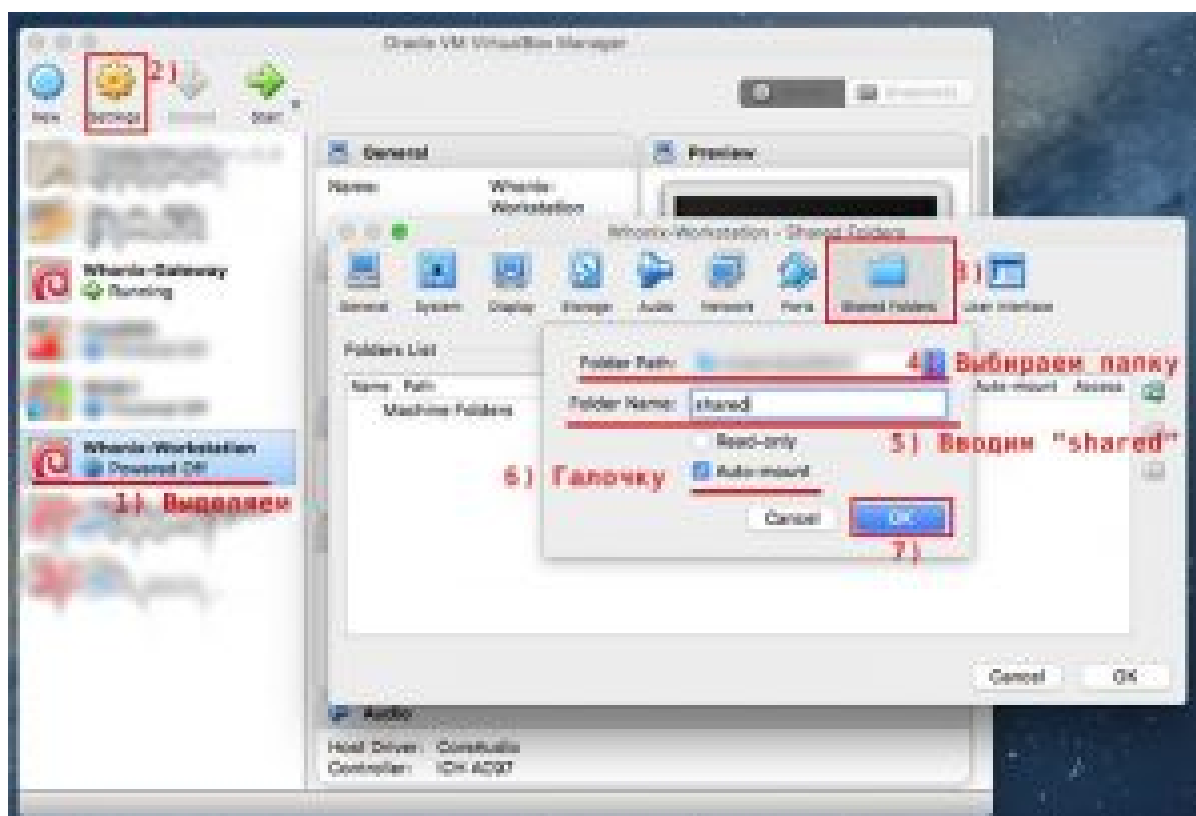 Oracle VM VirtualBox Manager
2)
New Settings Start
General
Preview
Name: Whonix-
Workstation
Whonix-Workstation - Shared Folders
3)
General System Display Storage Audio Network Ports Shared Folders User Interface
Whonix-Gateway
Running
Folders List
Name Path
Auto-mount Access
Machine Folders
Folder Path:
4) Выбираем папку
Folder Name: shared
5) Вводим "shared"
Read-only
6) Галочку
Auto-mount
Cancel OK
7)
Whonix-Workstation
Powered Off
1) Выделяем
Cancel OK
Audio
Host Driver: CoreAudio
Controller: ICH AC97